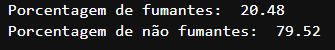 Porcentagem de fumantes:  20.48
Porcentagem de não fumantes:  79.52